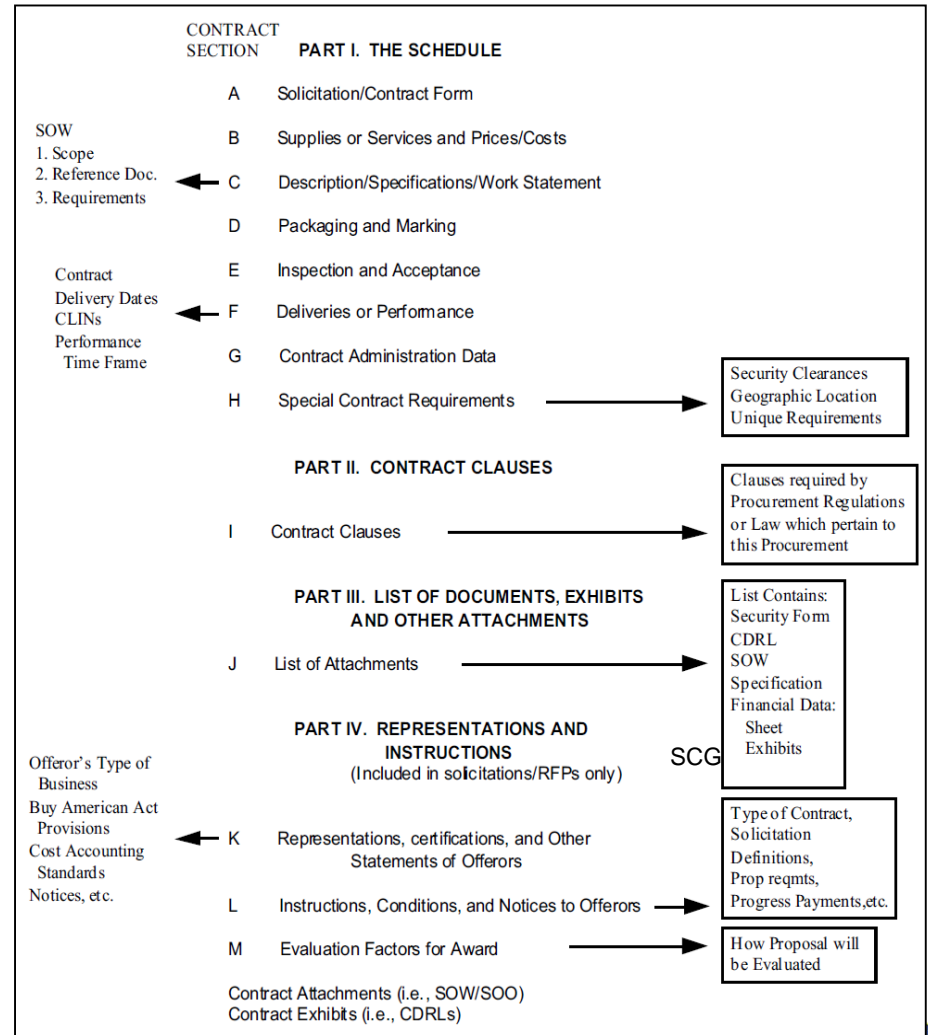 CONTRACT
SECTION PART I. THE SCHEDULE
A Solicitation/Contract Form
B Supplies or Services and Prices/Costs
SOW
1. Scope
2. Reference Doc.
3. Requirements
C Description/Specifications/Work Statement
D Packaging and Marking
E Inspection and Acceptance
Contract
Delivery Dates
CLINs
Performance
Time Frame
F Deliveries or Performance
G Contract Administration Data
H Special Contract Requirements
Security Clearances
Geographic Location
Unique Requirements
PART II. CONTRACT CLAUSES
I Contract Clauses
Clauses required by
Procurement Regulations
or Law which pertain to
this Procurement
PART III. LIST OF DOCUMENTS, EXHIBITS
AND OTHER ATTACHMENTS
J List of Attachments
List Contains:
Security Form
CDRL
SOW
Specification
Financial Data:
Sheet
Exhibits
SCG
PART IV. REPRESENTATIONS AND
INSTRUCTIONS
(Included in solicitations/RFPs only)
Offeror's Type of
Business
Buy American Act
Provisions
Cost Accounting
Standards
Notices, etc.
K Representations, certifications, and Other
Statements of Offerors
L Instructions, Conditions, and Notices to Offerors
Type of Contract,
Solicitation
Definitions,
Prop reqmts,
Progress Payments,etc.
M Evaluation Factors for Award
How Proposal will
be Evaluated
Contract Attachments (i.e., SOW/SOO)
Contract Exhibits (i.e., CDRLs)